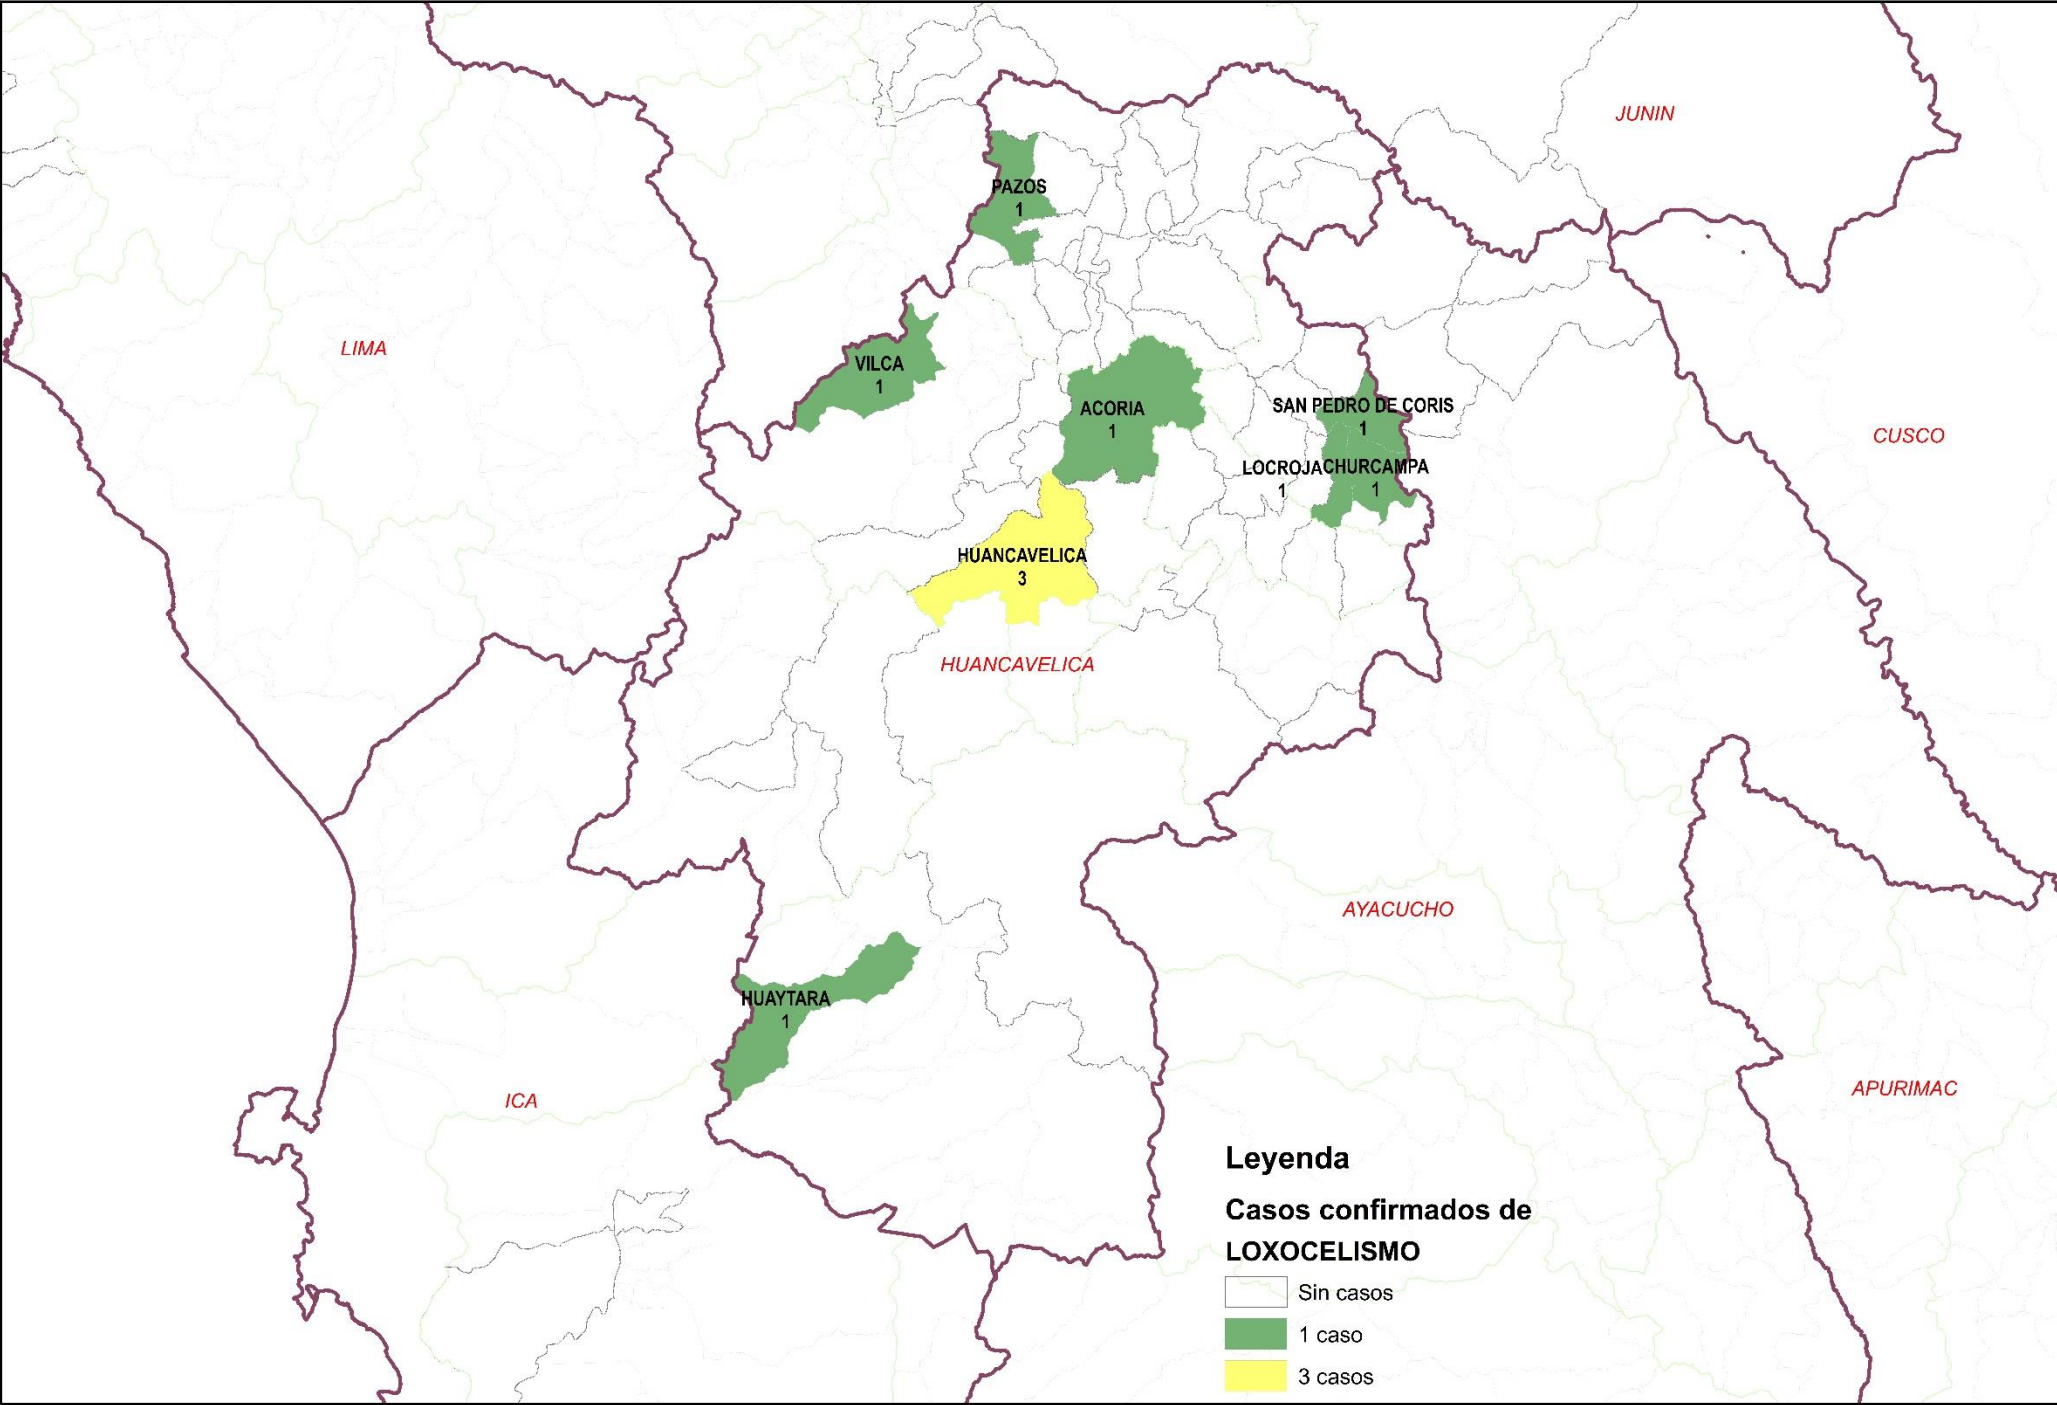 JUNIN
PAZOS
1
LIMA
VILCA
1
ACORIA
1
SAN PEDRO DE CORIS
1
CUSCO
LOCROJA
1
CHURCAMPA
1
HUANCAVELICA
3
HUANCAVELICA
AYACUCHO
HUAYTARA
1
ICA
APURIMAC
Leyenda
Casos confirmados de
LOXOCELISMO
Sin casos
1 caso
3 casos